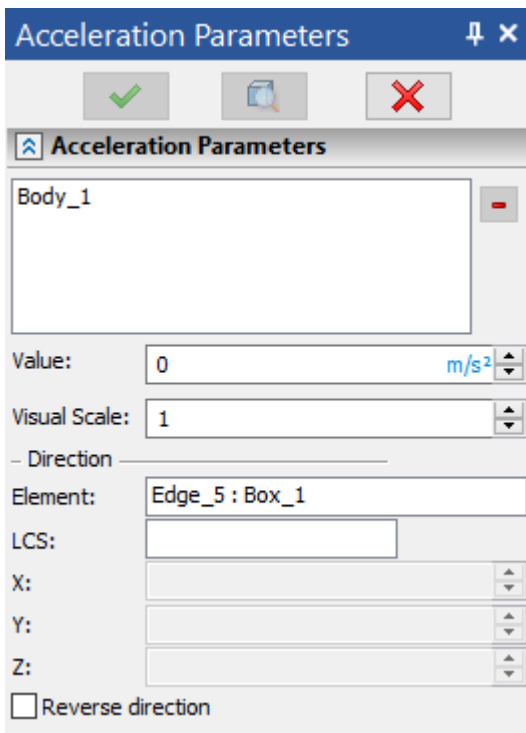 Acceleration Parameters
Acceleration Parameters
Body_1
Value: 0 m/s²
Visual Scale: 1
Direction
Element: Edge_5 : Box_1
LCS:
X:
Y:
Z:
Reverse direction